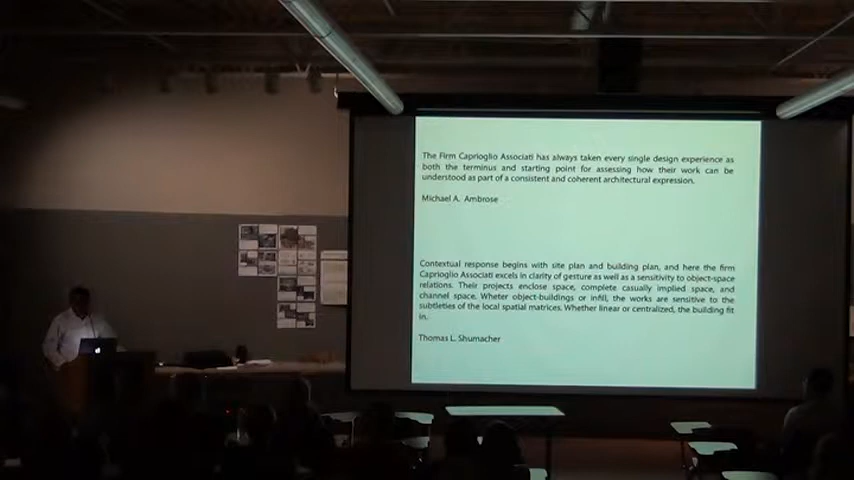 The Firm Caprioglio Associati has always taken every single design experience as
both the terminus and starting point for assessing how their work can be
understood as part of a consistent and coherent architectural expression.
Michael A. Ambrose
Contextual response begins with site plan and building plan, and here the firm
Caprioglio Associati excels in clarity of gesture as well as a sensitivity to object-space
relations. Their projects enclose space, complete casually implied space, and
channel space. Wheter object-buildings or infill, the works are sensitive to the
subtleties of the local spatial matrices. Whether linear or centralized, the building fit
in.
Thomas L. Shumacher